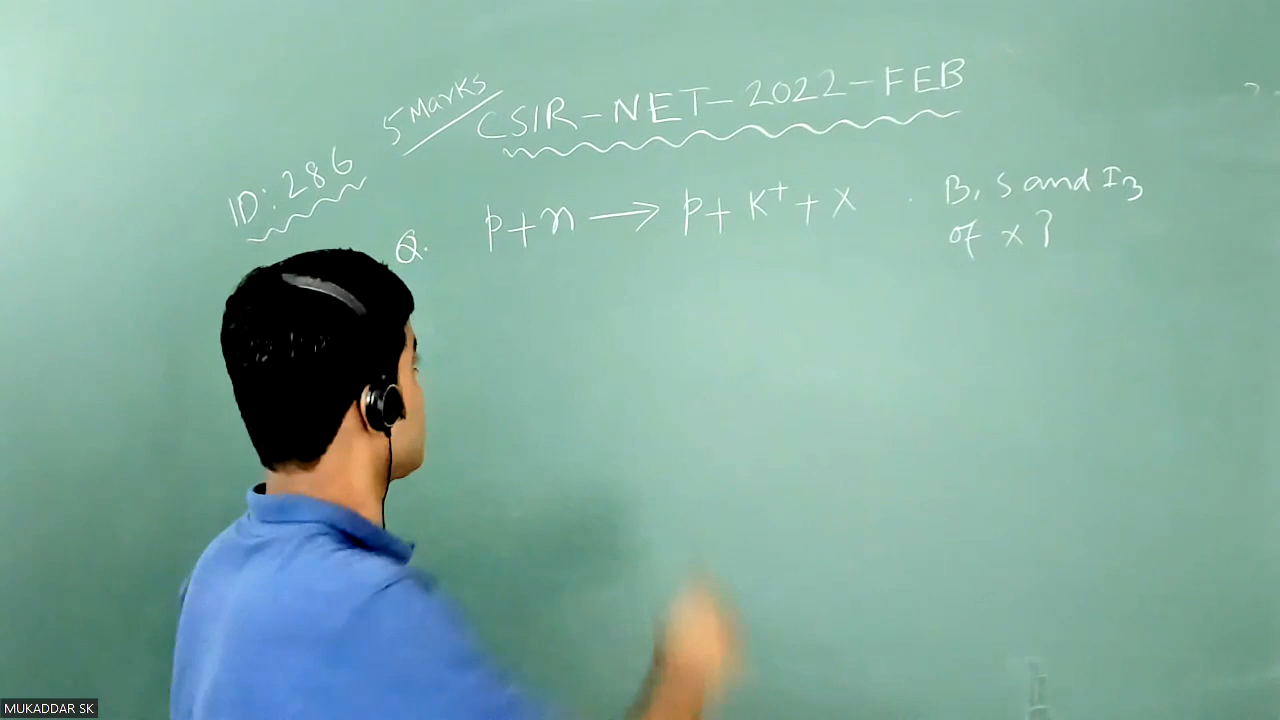 5 Marks
CSIR-NET-2022-FEB
ID: 286
Q. p+n → p+K⁺+X . B, S and I₃
of x?
MUKADDAR SK